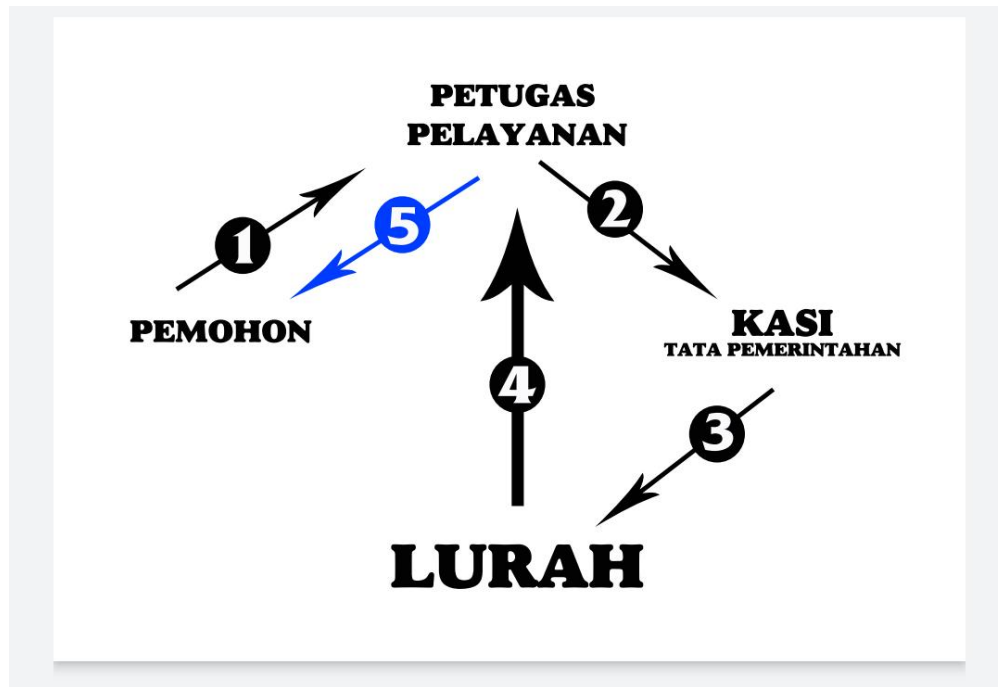 PETUGAS
PELAYANAN
1
5
2
PEMOHON
KASI
TATA PEMERINTAHAN
4
3
LURAH